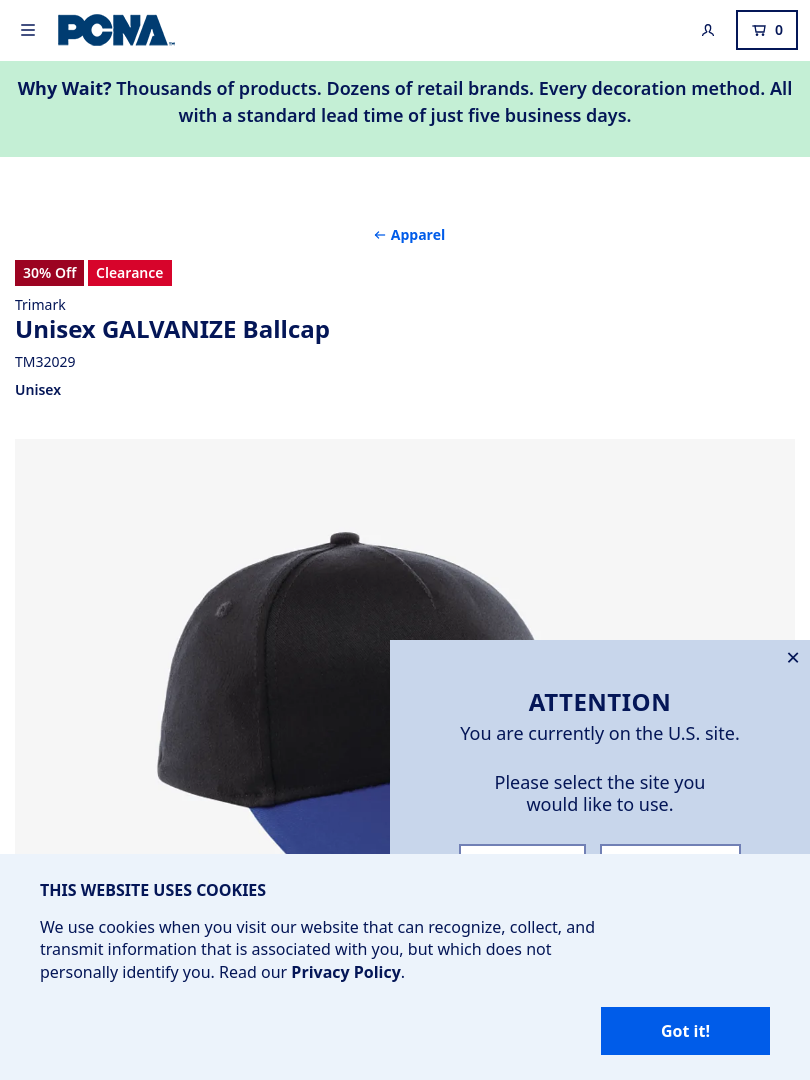 PCNA™
0
Why Wait? Thousands of products. Dozens of retail brands. Every decoration method. All
with a standard lead time of just five business days.
← Apparel
30% Off
Clearance
Trimark
Unisex GALVANIZE Ballcap
TM32029
Unisex
ATTENTION
You are currently on the U.S. site.
Please select the site you
would like to use.
THIS WEBSITE USES COOKIES
We use cookies when you visit our website that can recognize, collect, and
transmit information that is associated with you, but which does not
personally identify you. Read our Privacy Policy.
Got it!